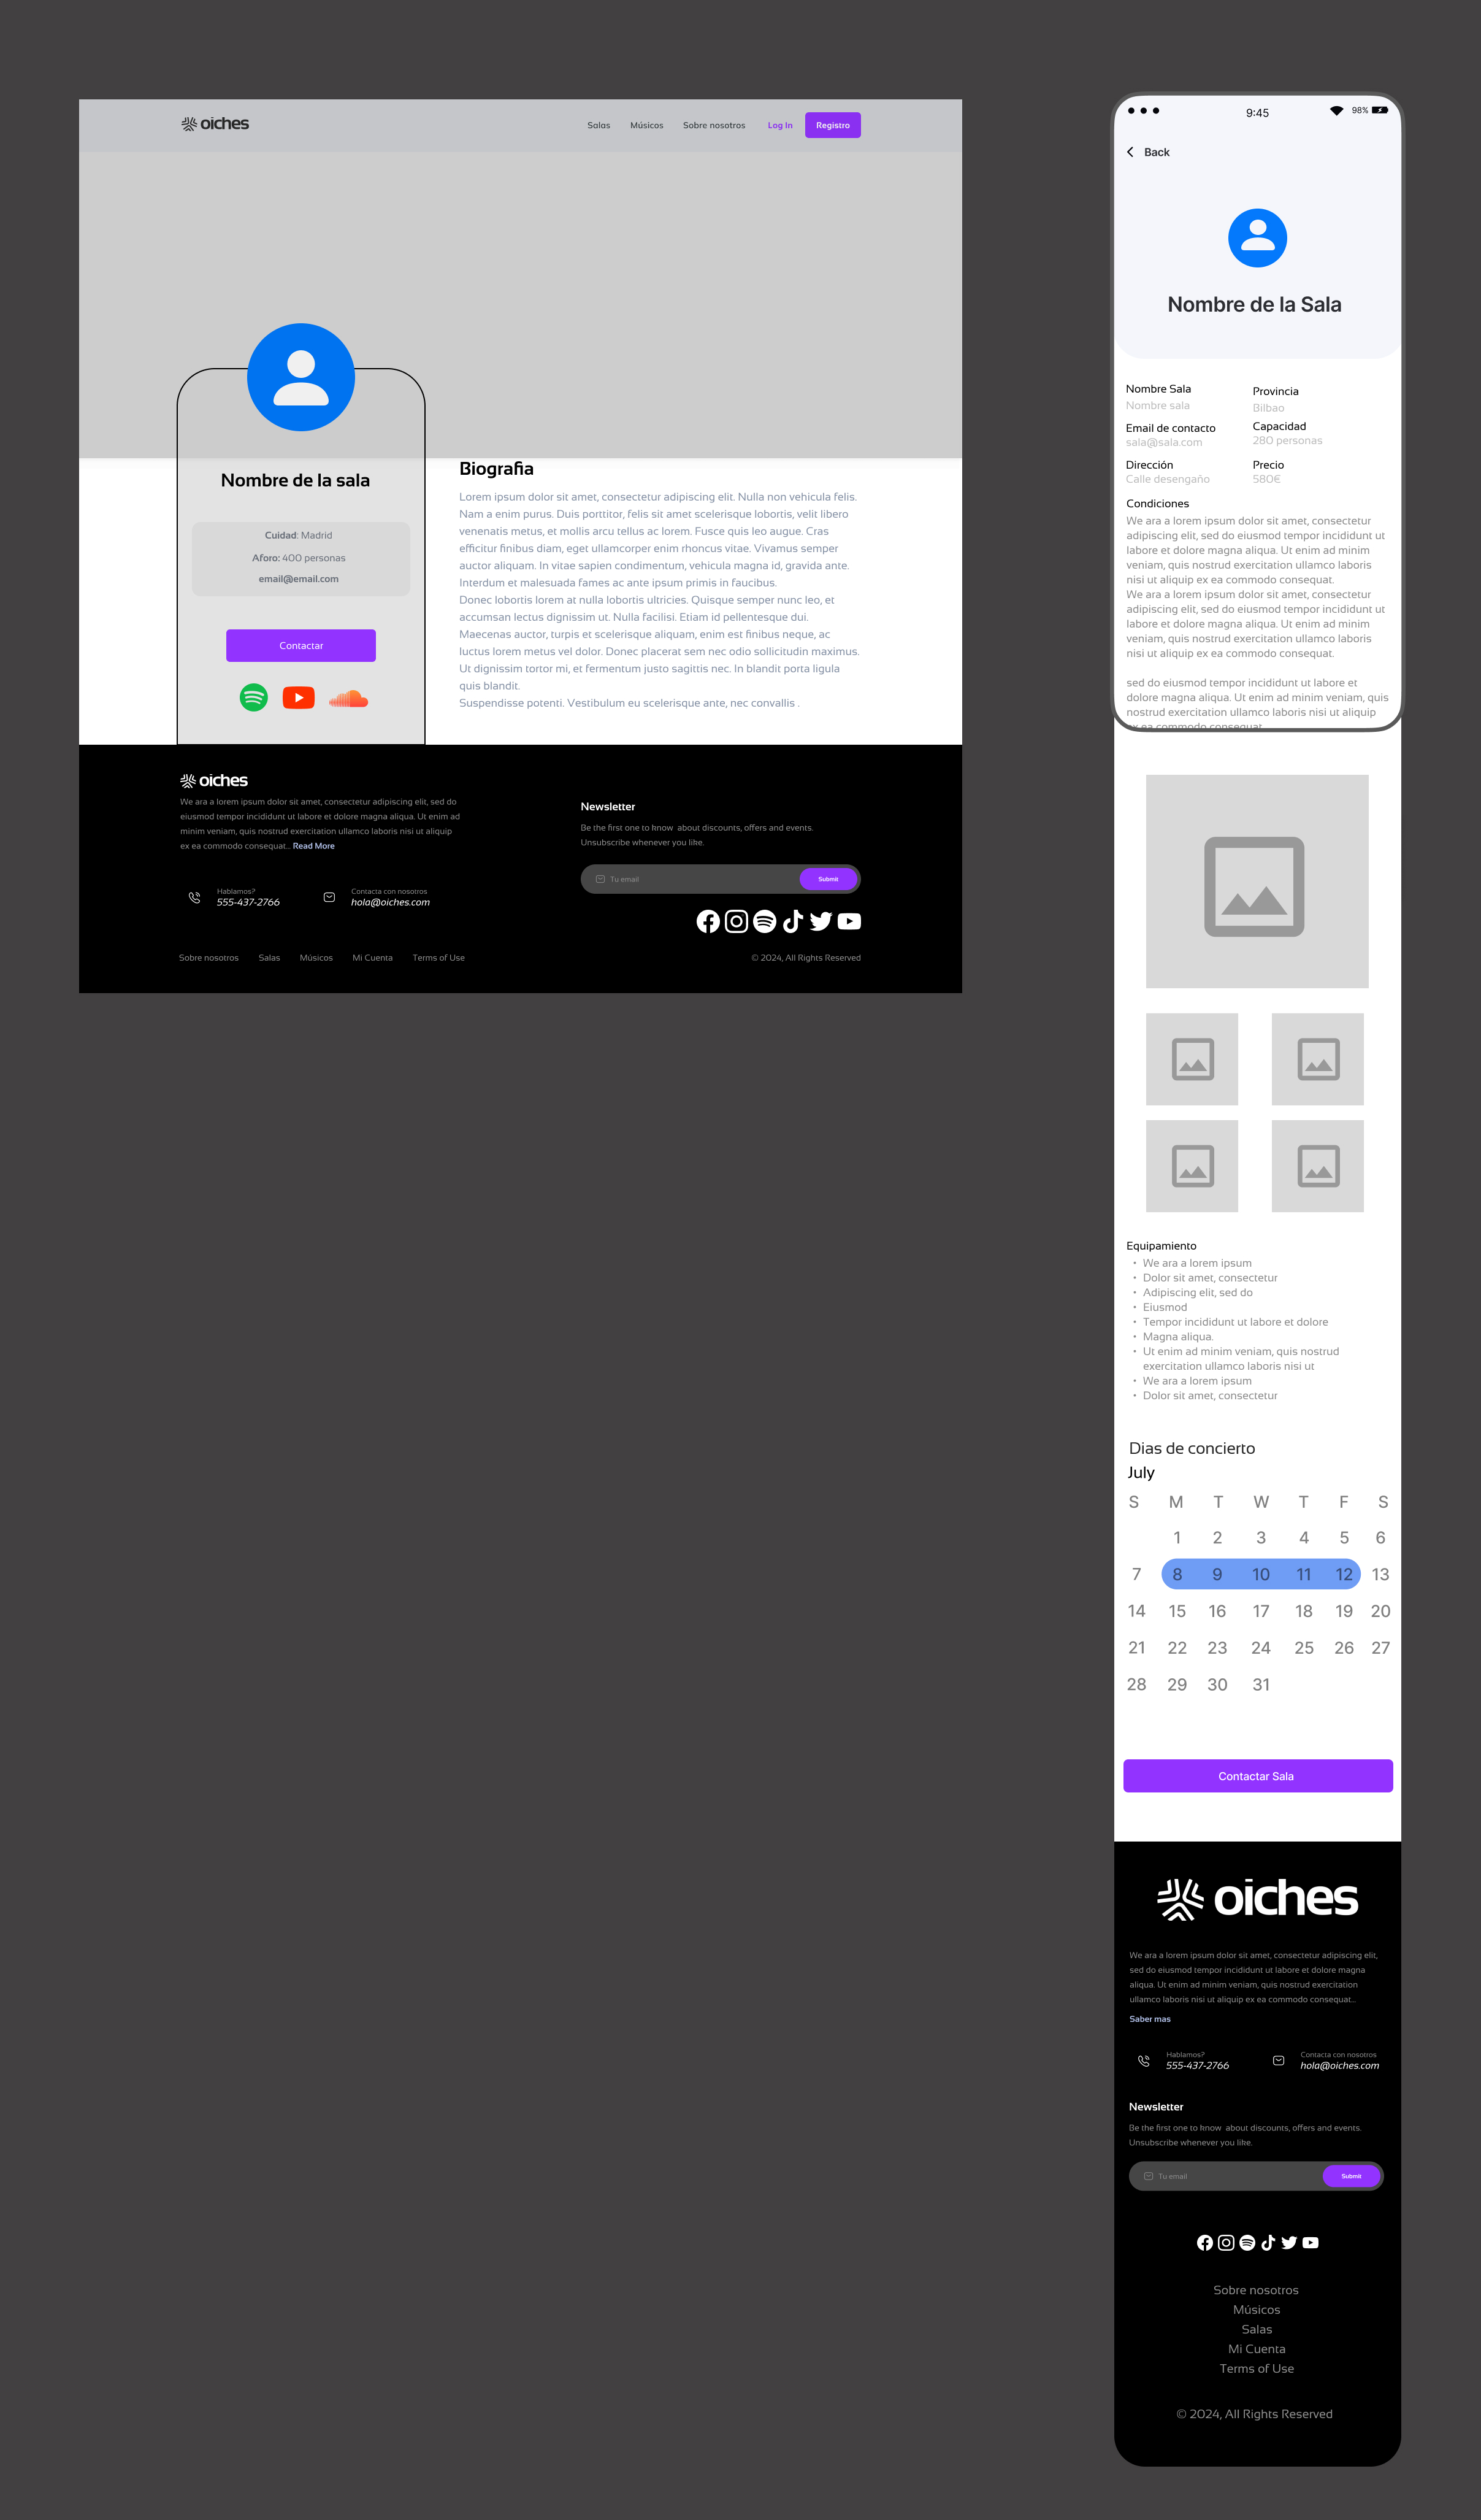 oiches
Salas Músicos Sobre nosotros Log In Registro
Nombre de la sala
Cuidad: Madrid
Aforo: 400 personas
email@email.com
Contactar
Biografia
Lorem ipsum dolor sit amet, consectetur adipiscing elit. Nulla non vehicula felis.
Nam a enim purus. Duis porttitor, felis sit amet scelerisque lobortis, velit libero
venenatis metus, et mollis arcu tellus ac lorem. Fusce quis leo augue. Cras
efficitur finibus diam, eget ullamcorper enim rhoncus vitae. Vivamus semper
auctor aliquam. In vitae sapien condimentum, vehicula magna id, gravida ante.
Interdum et malesuada fames ac ante ipsum primis in faucibus.
Donec lobortis lorem at nulla lobortis ultricies. Quisque semper nunc leo, et
accumsan lectus dignissim ut. Nulla facilisi. Etiam id pellentesque dui.
Maecenas auctor, turpis et scelerisque aliquam, enim est finibus neque, ac
luctus lorem metus vel dolor. Donec placerat sem nec odio sollicitudin maximus.
Ut dignissim tortor mi, et fermentum justo sagittis nec. In blandit porta ligula
quis blandit.
Suspendisse potenti. Vestibulum eu scelerisque ante, nec convallis .
oiches
We ara a lorem ipsum dolor sit amet, consectetur adipiscing elit, sed do
eiusmod tempor incididunt ut labore et dolore magna aliqua. Ut enim ad
minim veniam, quis nostrud exercitation ullamco laboris nisi ut aliquip
ex ea commodo consequat... Read More
Hablamos?
555-437-2766
Contacta con nosotros
hola@oiches.com
Newsletter
Be the first one to know about discounts, offers and events.
Unsubscribe whenever you like.
Tu email
Submit
Sobre nosotros Salas Músicos Mi Cuenta Terms of Use
© 2024, All Rights Reserved
9:45
98%
Back
Nombre de la Sala
Nombre Sala
Nombre sala
Provincia
Bilbao
Email de contacto
sala@sala.com
Capacidad
280 personas
Dirección
Calle desengaño
Precio
580€
Condiciones
We ara a lorem ipsum dolor sit amet, consectetur
adipiscing elit, sed do eiusmod tempor incididunt ut
labore et dolore magna aliqua. Ut enim ad minim
veniam, quis nostrud exercitation ullamco laboris
nisi ut aliquip ex ea commodo consequat.
We ara a lorem ipsum dolor sit amet, consectetur
adipiscing elit, sed do eiusmod tempor incididunt ut
labore et dolore magna aliqua. Ut enim ad minim
veniam, quis nostrud exercitation ullamco laboris
nisi ut aliquip ex ea commodo consequat.
sed do eiusmod tempor incididunt ut labore et
dolore magna aliqua. Ut enim ad minim veniam, quis
nostrud exercitation ullamco laboris nisi ut aliquip
ex ea commodo consequat
Equipamiento
• We ara a lorem ipsum
• Dolor sit amet, consectetur
• Adipiscing elit, sed do
• Eiusmod
• Tempor incididunt ut labore et dolore
• Magna aliqua.
• Ut enim ad minim veniam, quis nostrud
exercitation ullamco laboris nisi ut
• We ara a lorem ipsum
• Dolor sit amet, consectetur
Dias de concierto
July
S M T W T F S
1 2 3 4 5 6
7 8 9 10 11 12 13
14 15 16 17 18 19 20
21 22 23 24 25 26 27
28 29 30 31
Contactar Sala
oiches
We ara a lorem ipsum dolor sit amet, consectetur adipiscing elit,
sed do eiusmod tempor incididunt ut labore et dolore magna
aliqua. Ut enim ad minim veniam, quis nostrud exercitation
ullamco laboris nisi ut aliquip ex ea commodo consequat...
Saber mas
Hablamos?
555-437-2766
Contacta con nosotros
hola@oiches.com
Newsletter
Be the first one to know about discounts, offers and events.
Unsubscribe whenever you like.
Tu email
Submit
Sobre nosotros
Músicos
Salas
Mi Cuenta
Terms of Use
© 2024, All Rights Reserved